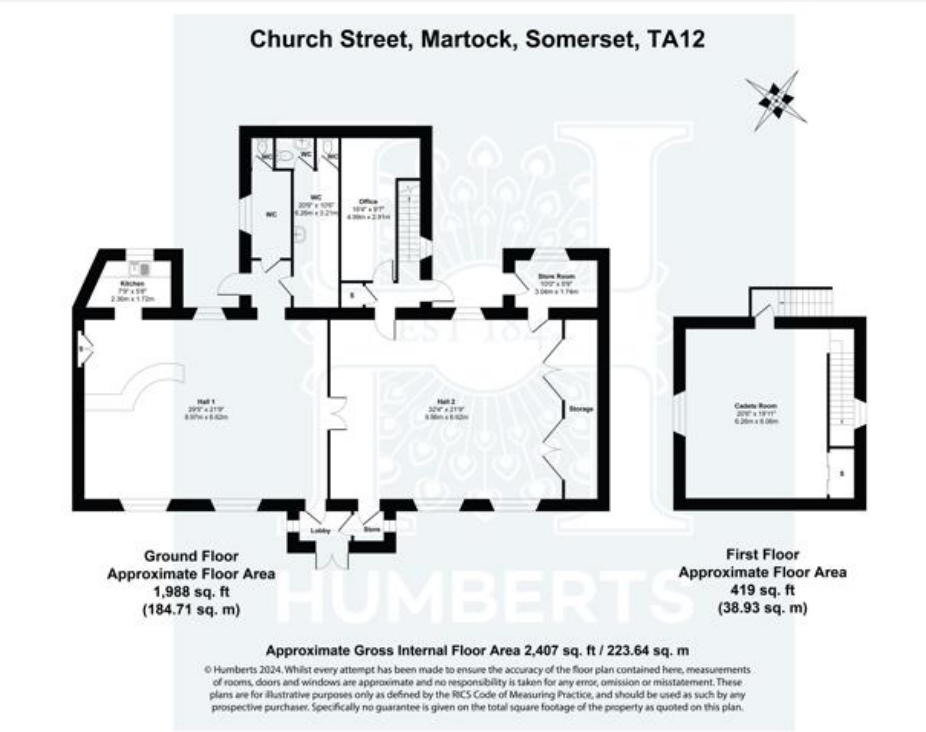 Church Street, Martock, Somerset, TA12
WC
WC
WC
WC
WC
20'6" x 10'6"
6.26m x 3.21m
Office
16'4" x 9'7"
4.99m x 2.91m
Kitchen
7'9" x 5'8"
2.36m x 1.72m
S
Store Room
10'0" x 5'9"
3.04m x 1.74m
EST 1842
S
Hall 1
29'5" x 21'9"
8.97m x 6.62m
Hall 2
32'4" x 21'9"
9.86m x 6.62m
Storage
Cadets Room
20'6" x 19'11"
6.26m x 6.06m
S
Lobby
Store
Ground Floor
Approximate Floor Area
1,988 sq. ft
(184.71 sq. m)
First Floor
Approximate Floor Area
419 sq. ft
(38.93 sq. m)
HUMBERTS
Approximate Gross Internal Floor Area 2,407 sq. ft / 223.64 sq. m
© Humberts 2024. Whilst every attempt has been made to ensure the accuracy of the floor plan contained here, measurements
of rooms, doors and windows are approximate and no responsibility is taken for any error, omission or misstatement. These
plans are for illustrative purposes only as defined by the RICS Code of Measuring Practice, and should be used as such by any
prospective purchaser. Specifically no guarantee is given on the total square footage of the property as quoted on this plan.